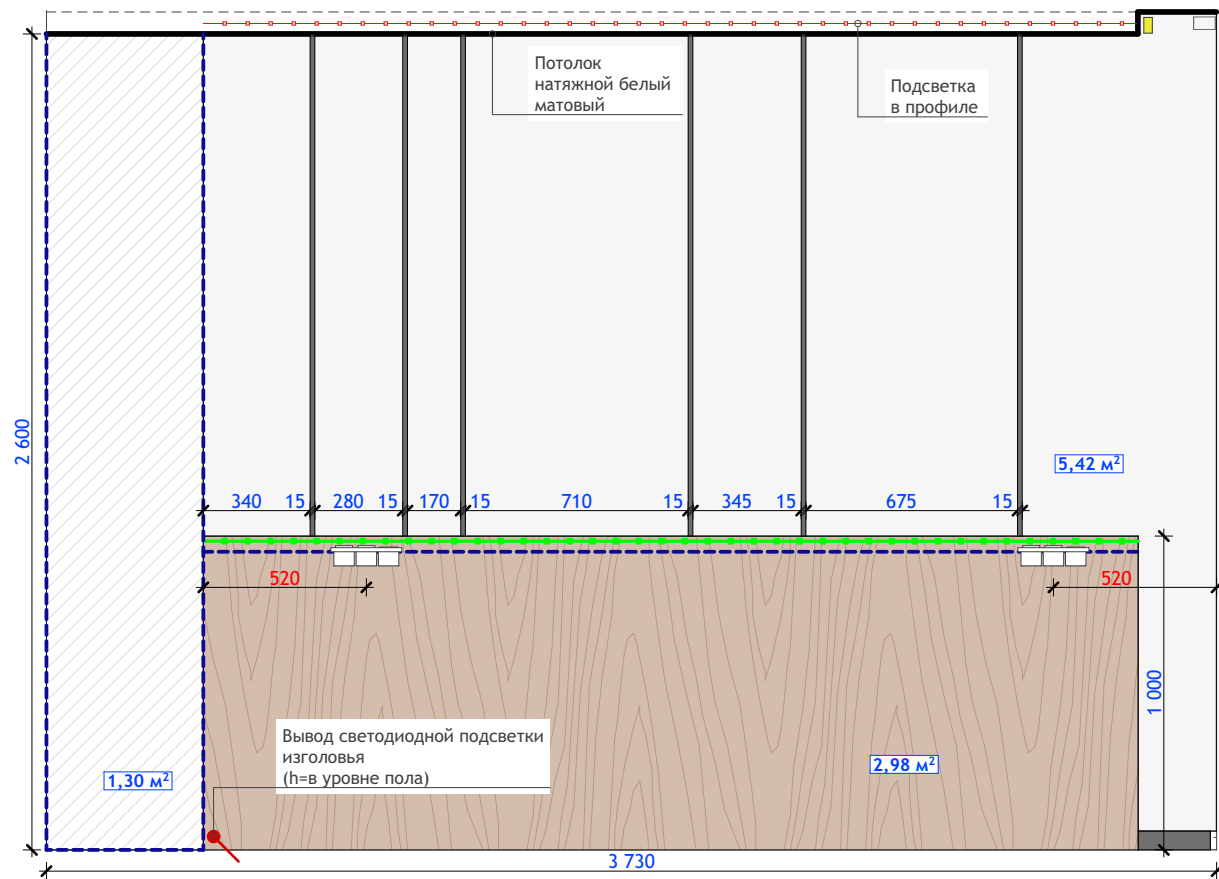 Потолок
натяжной белый
матовый
Подсветка
в профиле
2 600
5,42 м²
340 15 280 15 170 15 710 15 345 15 675 15
520
520
1 000
Вывод светодиодной подсветки
изголовья
(h=в уровне пола)
1,30 м²
2,98 м²
3 730